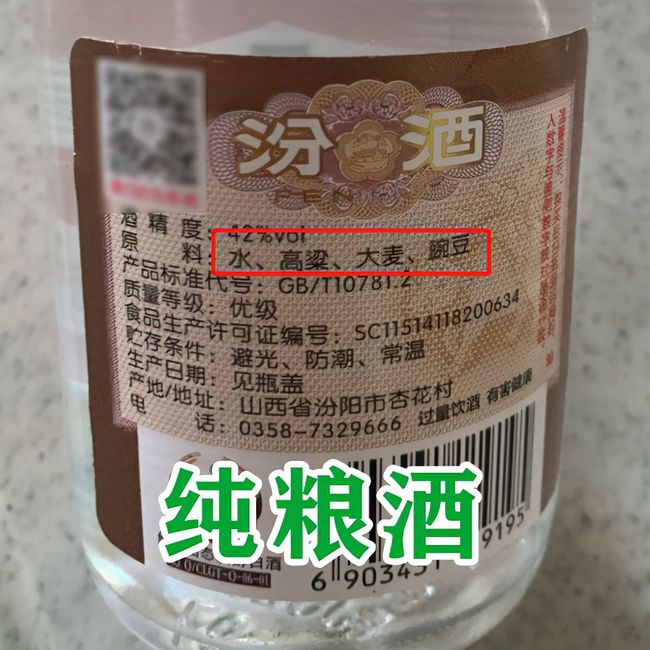 汾酒
酒精度：42%vol
原料：水、高粱、大麦、豌豆
产品标准代号：GB/T10781.2
质量等级：优级
食品生产许可证编号：SC11514118200634
贮存条件：避光、防潮、常温
生产日期：见瓶盖
产地/地址：山西省汾阳市杏花村
电话：0358-7329666 过量饮酒 有害健康
纯粮酒
9195
Q/CLGT-Q-06-01